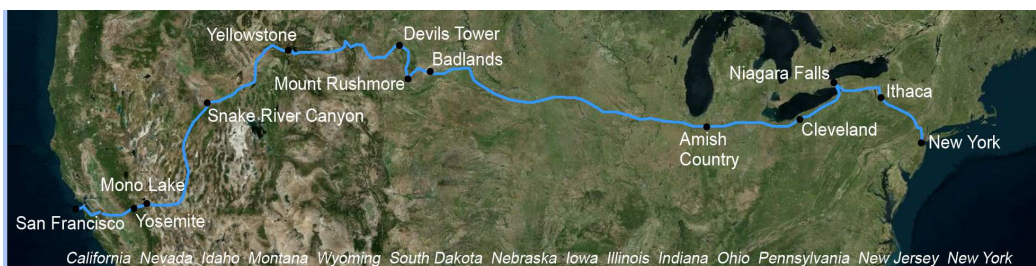 Yellowstone
Devils Tower
Badlands
Mount Rushmore
Niagara Falls
Ithaca
Snake River Canyon
Cleveland
Amish
Country
New York
Mono Lake
San Francisco
Yosemite
California Nevada Idaho Montana Wyoming South Dakota Nebraska Iowa Illinois Indiana Ohio Pennsylvania New Jersey New York